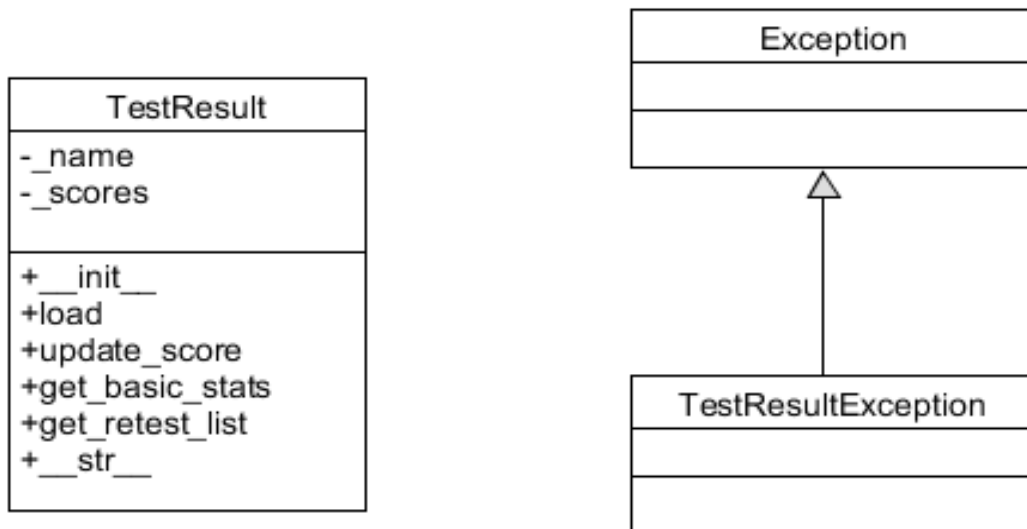 TestResult
-_name
-_scores
+__init__
+load
+update_score
+get_basic_stats
+get_retest_list
+__str__
Exception
TestResultException